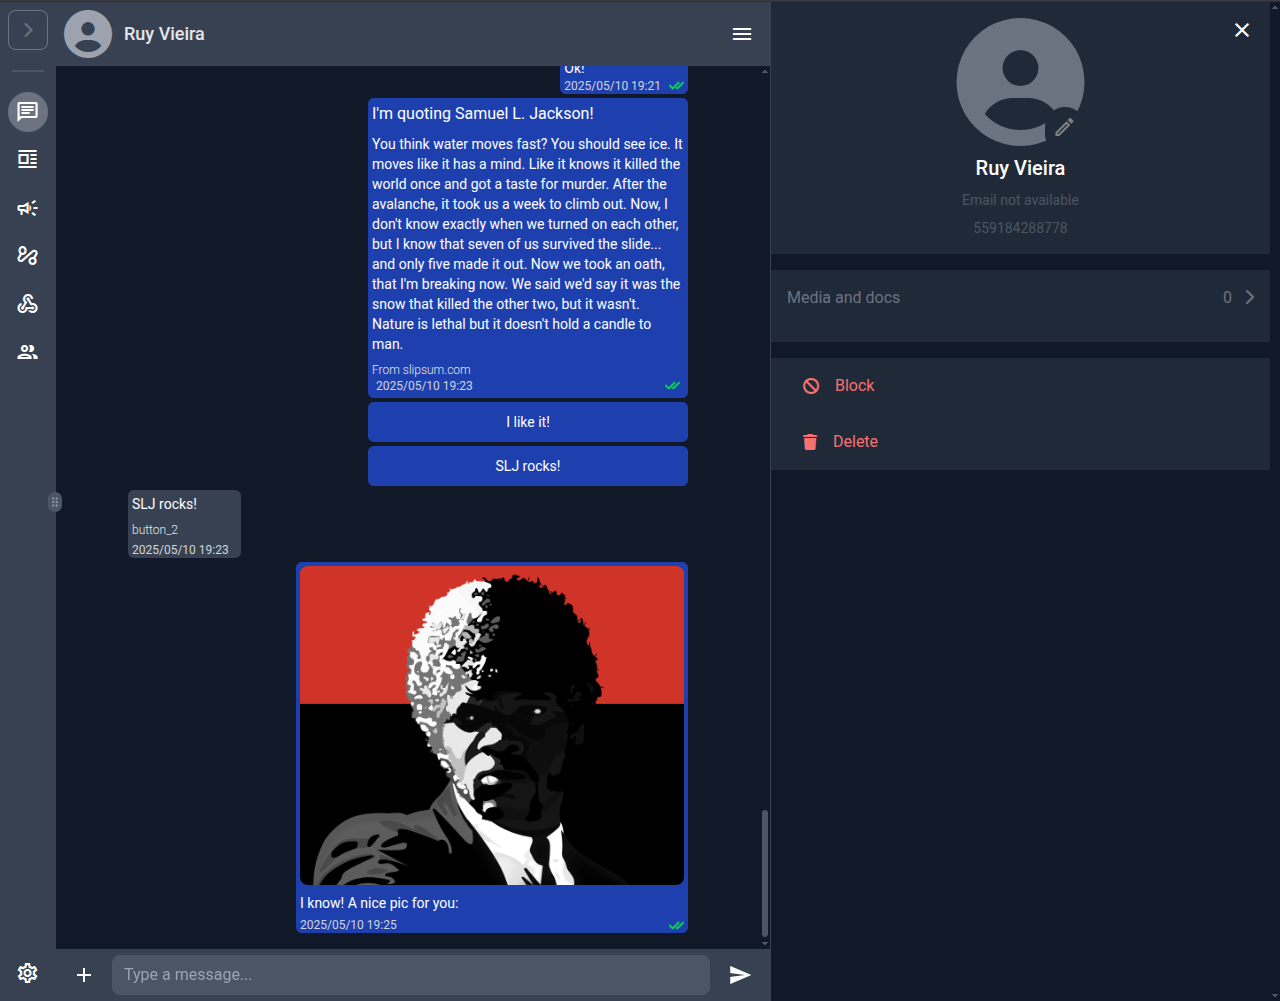 Ruy Vieira
Ok!
2025/05/10 19:21
I'm quoting Samuel L. Jackson!
You think water moves fast? You should see ice. It
moves like it has a mind. Like it knows it killed the
world once and got a taste for murder. After the
avalanche, it took us a week to climb out. Now, I
don't know exactly when we turned on each other,
but I know that seven of us survived the slide...
and only five made it out. Now we took an oath,
that I'm breaking now. We said we'd say it was the
snow that killed the other two, but it wasn't.
Nature is lethal but it doesn't hold a candle to
man.
From slipsum.com
2025/05/10 19:23
I like it!
SLJ rocks!
SLJ rocks!
button_2
2025/05/10 19:23
I know! A nice pic for you:
2025/05/10 19:25
Type a message...
Ruy Vieira
Email not available
559184288778
Media and docs
0
Block
Delete